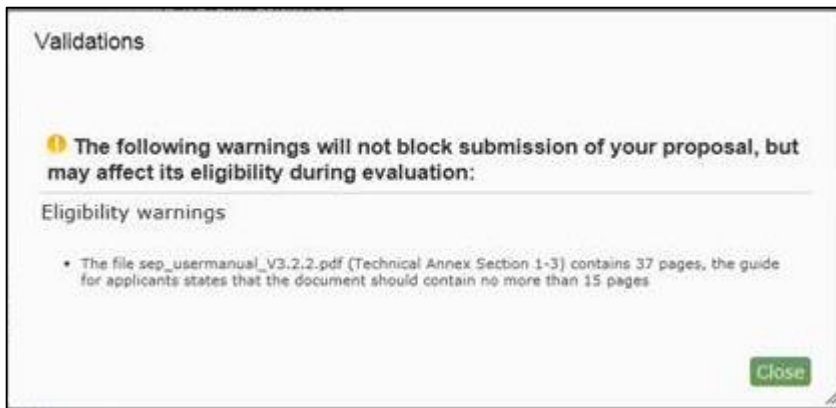 Validations
The following warnings will not block submission of your proposal, but
may affect its eligibility during evaluation:
Eligibility warnings
• The file sep_usermanual_V3.2.2.pdf (Technical Annex Section 1-3) contains 37 pages, the guide
for applicants states that the document should contain no more than 15 pages
Close